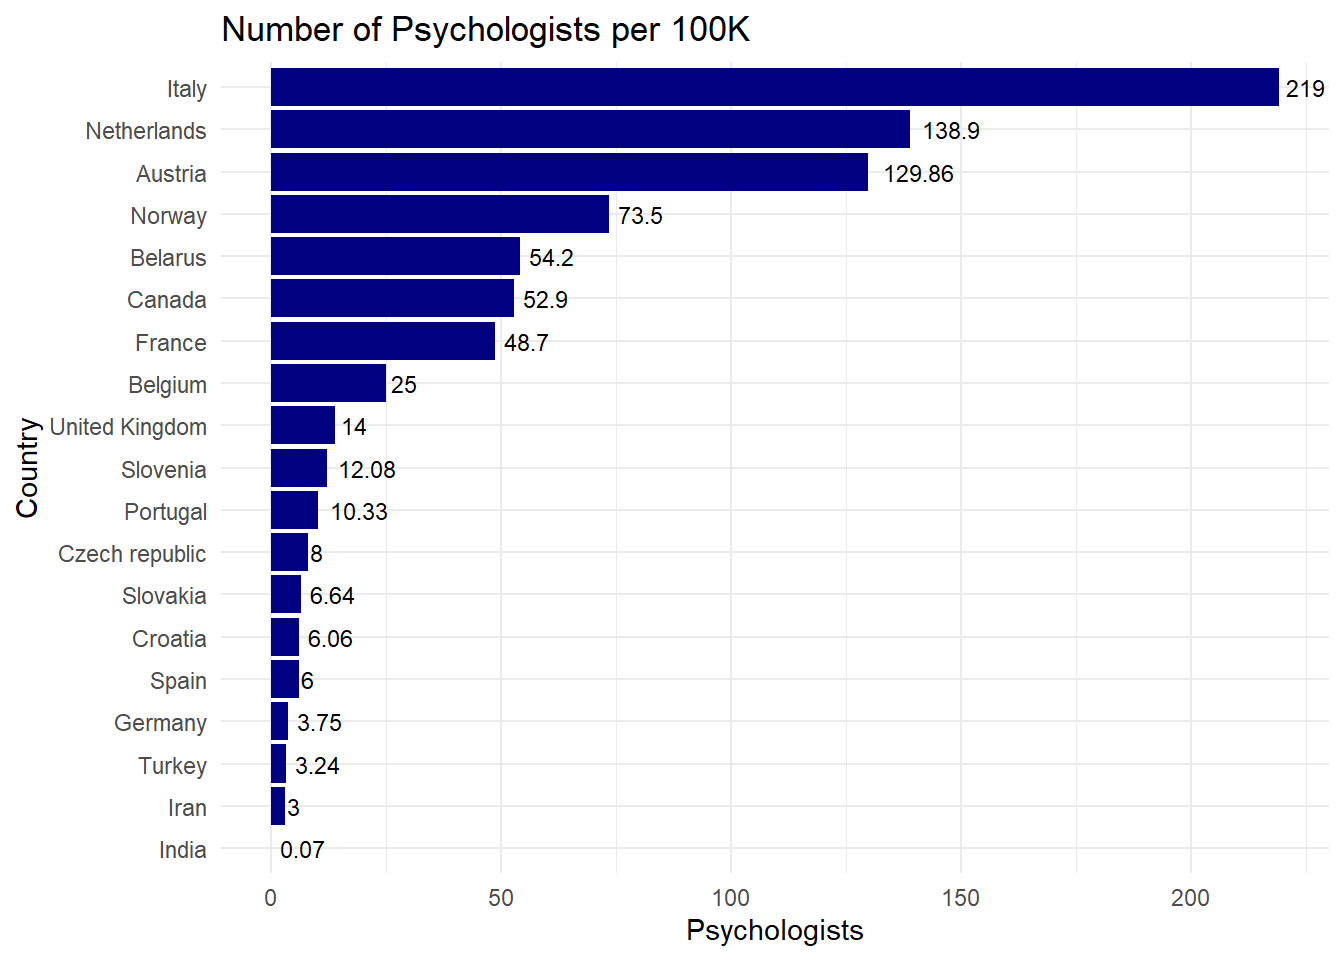 Number of Psychologists per 100K
Italy 219
Netherlands 138.9
Austria 129.86
Norway 73.5
Belarus 54.2
Canada 52.9
France 48.7
Belgium 25
United Kingdom 14
Slovenia 12.08
Portugal 10.33
Czech republic 8
Slovakia 6.64
Croatia 6.06
Spain 6
Germany 3.75
Turkey 3.24
Iran 3
India 0.07
Country
0 50 100 150 200
Psychologists